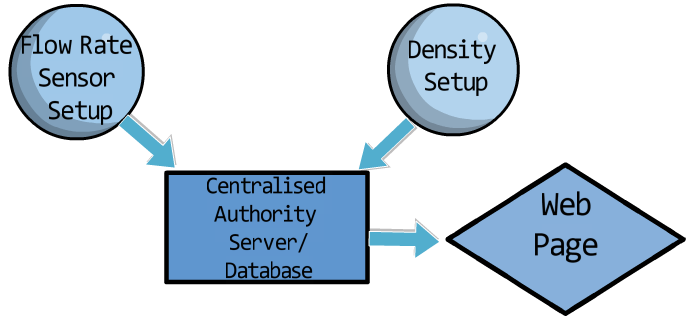 Flow Rate
Sensor
Setup
Density
Setup
Centralised
Authority
Server/
Database
Web
Page